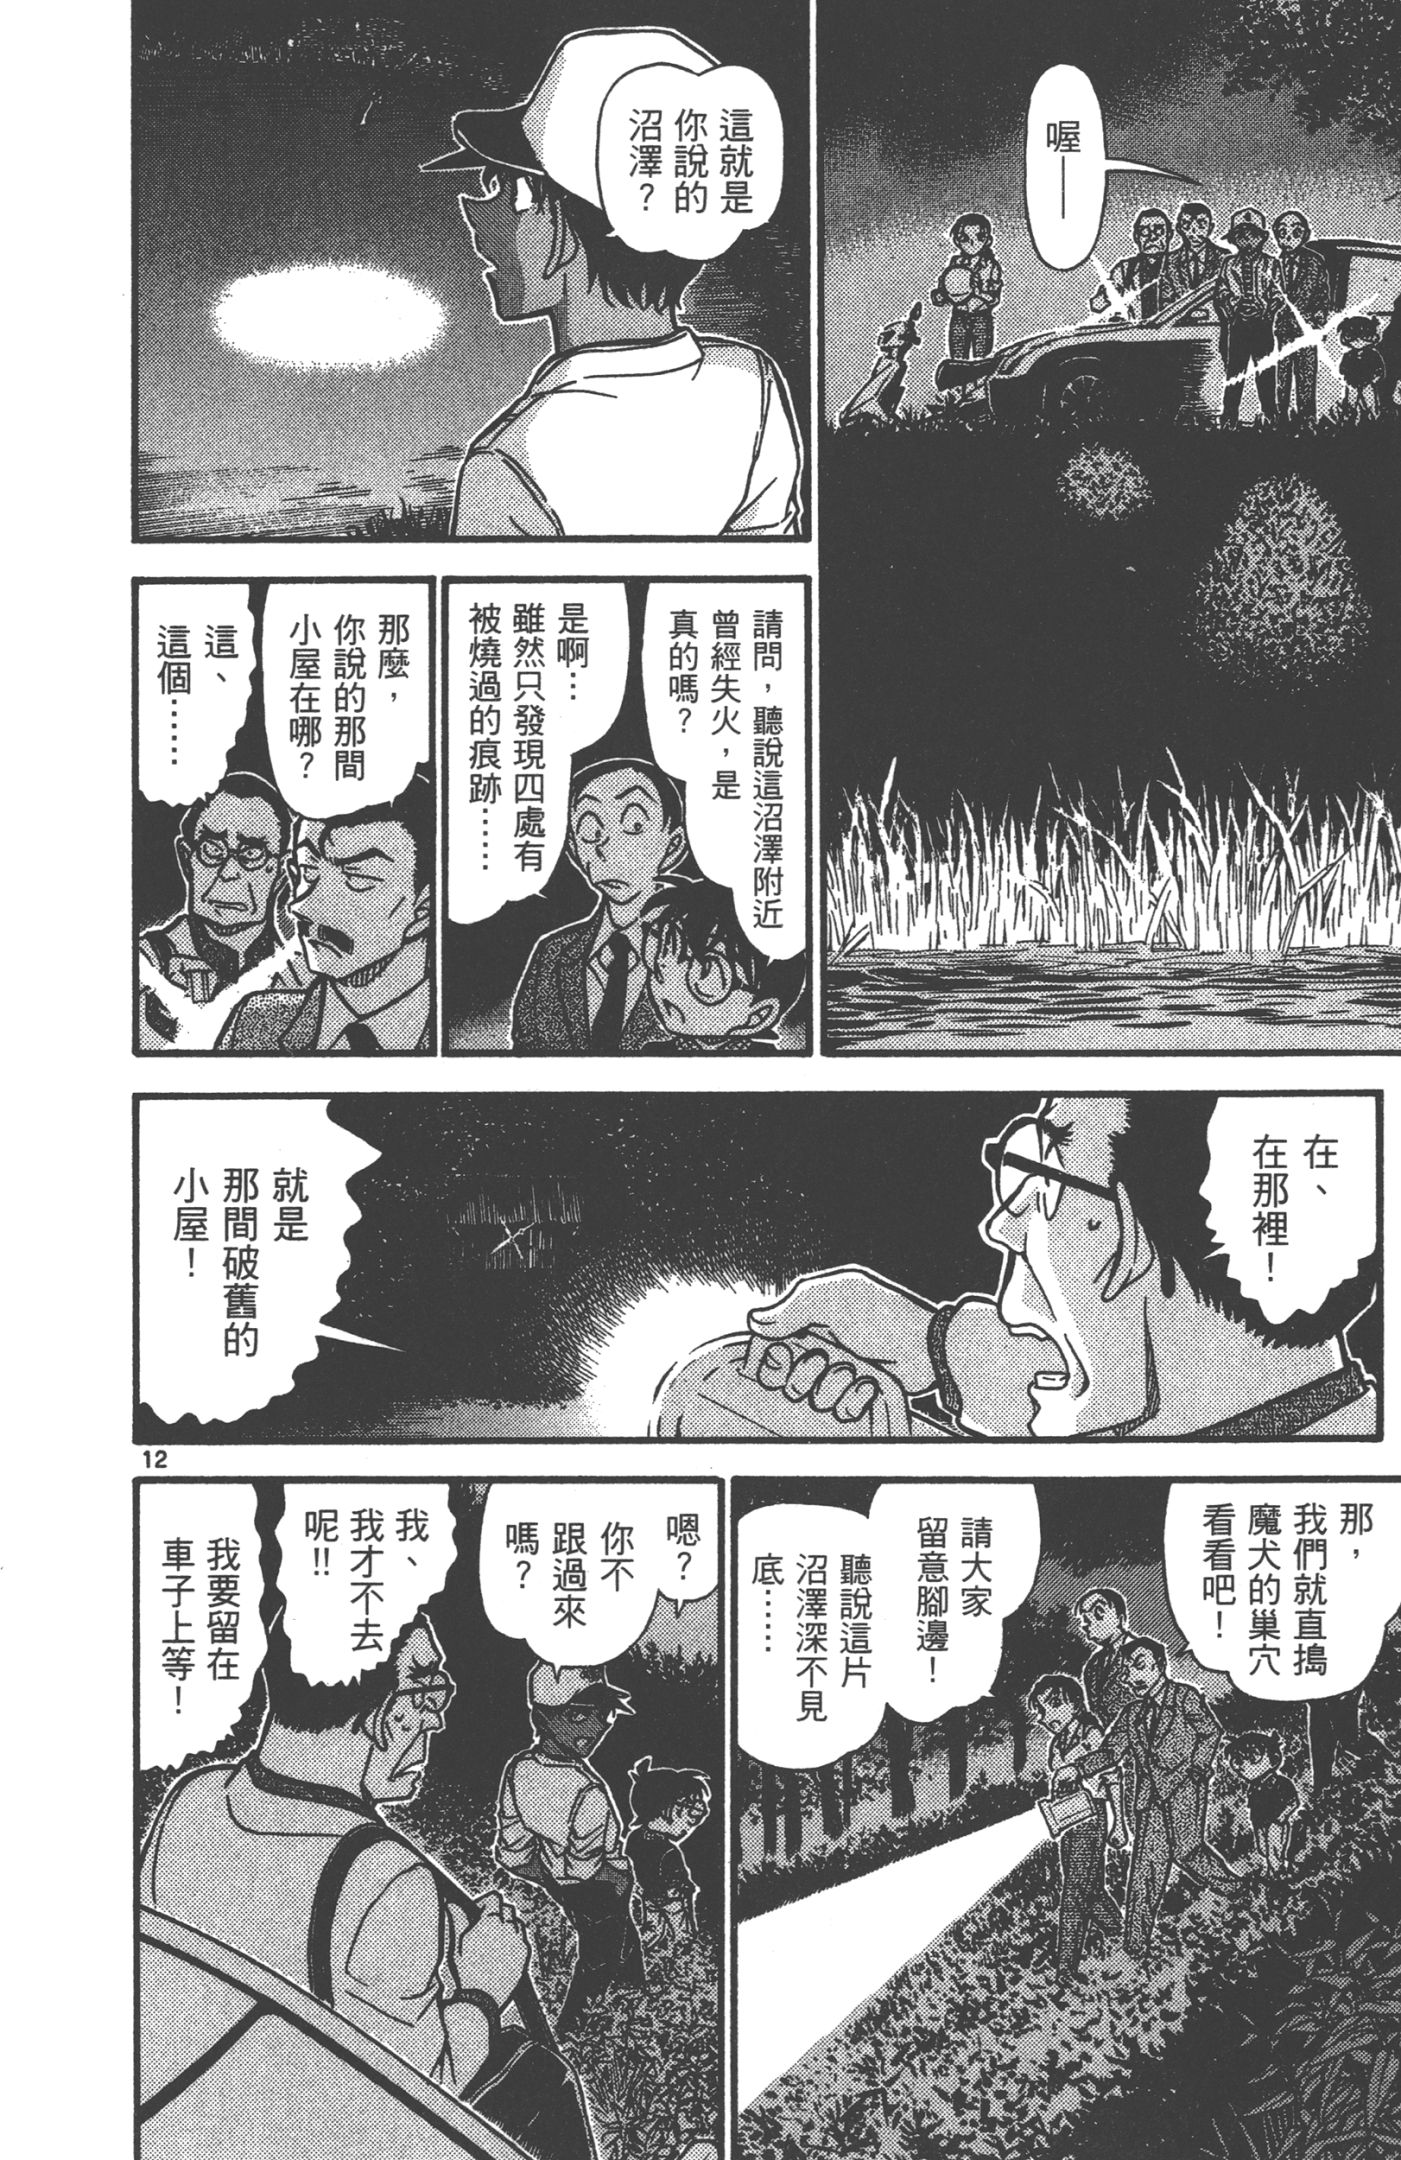 喔—
這就是
你說的
沼澤？
請問，聽說這沼澤附近
曾經失火，是
真的嗎？
是啊…
雖然只發現四處有
被燒過的痕跡……
那麼，
你說的那間
小屋在哪？
這、
這個……
在、
在那裡！
就是
那間破舊的
小屋！
12
那，
我們就直搗
魔犬的巢穴
看看吧！
請大家
留意腳邊！
聽說這片
沼澤深不見
底……
嗯？
你不
跟過來
嗎？
我、
我才不去
呢!!
我要留在
車子上等！